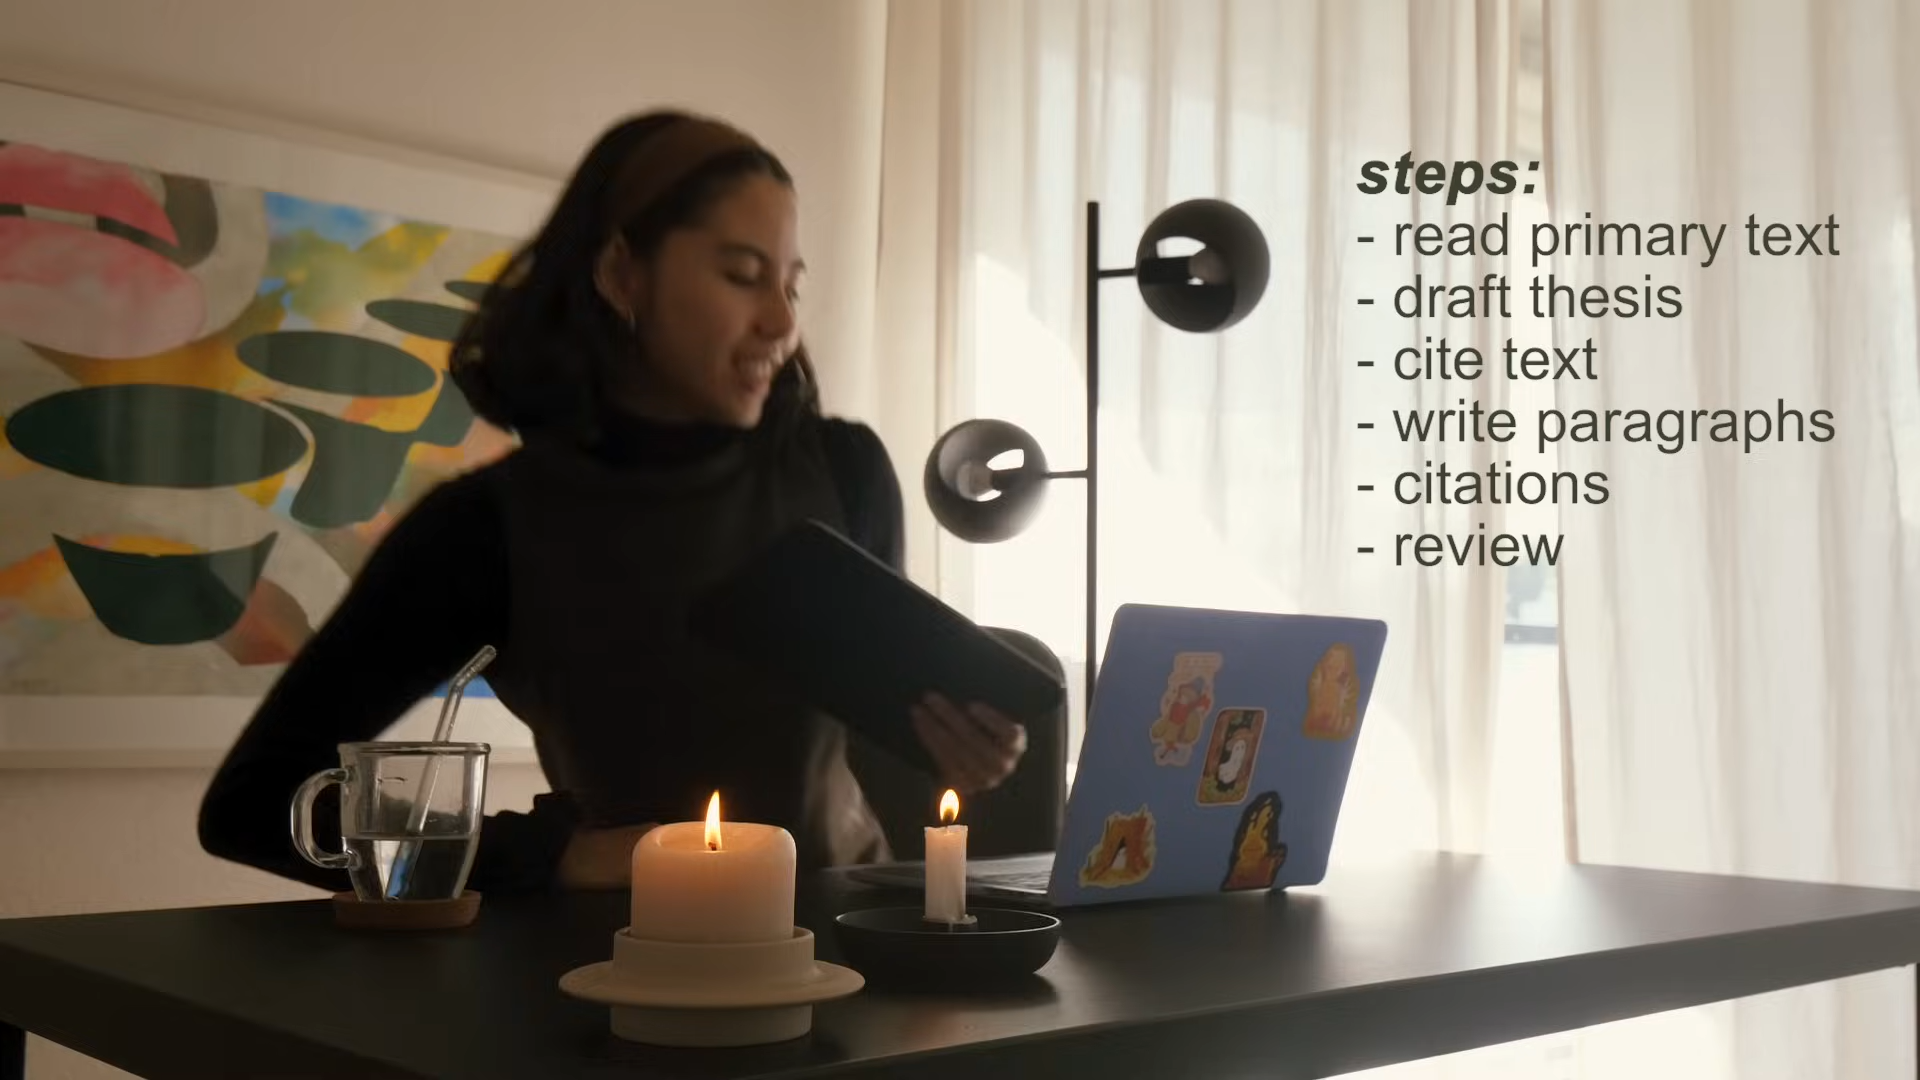 steps:
- read primary text
- draft thesis
- cite text
- write paragraphs
- citations
- review